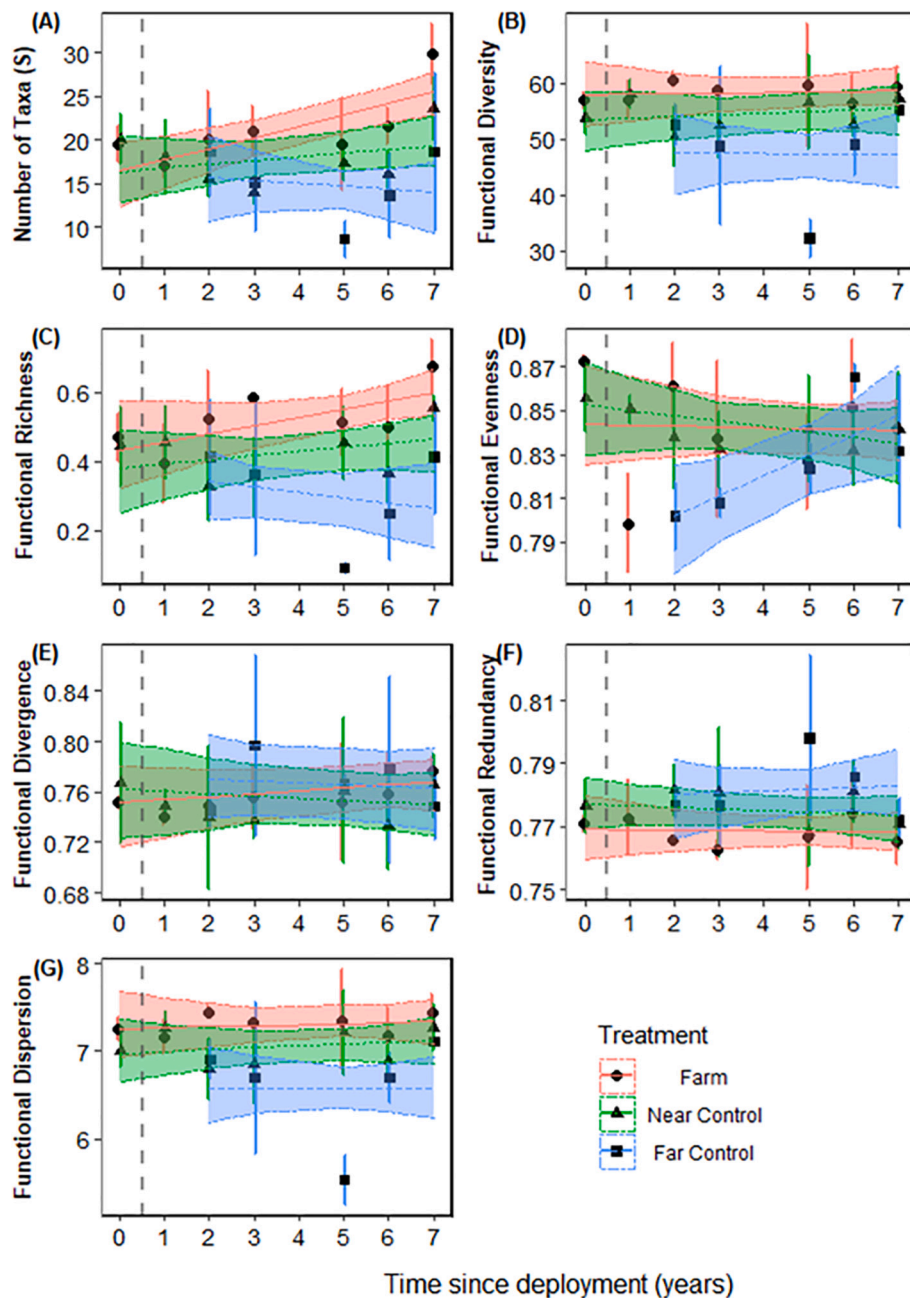 (A)
Number of Taxa (S)
30
25
20
15
10
0 1 2 3 4 5 6 7
(B)
Functional Diversity
60
50
40
30
0 1 2 3 4 5 6 7
(C)
Functional Richness
0.6
0.4
0.2
0 1 2 3 4 5 6 7
(D)
Functional Evenness
0.87
0.85
0.83
0.81
0.79
0 1 2 3 4 5 6 7
(E)
Functional Divergence
0.84
0.80
0.76
0.72
0.68
0 1 2 3 4 5 6 7
(F)
Functional Redundancy
0.81
0.79
0.77
0.75
0 1 2 3 4 5 6 7
(G)
Functional Dispersion
8
7
6
0 1 2 3 4 5 6 7
Treatment
Farm
Near Control
Far Control
Time since deployment (years)